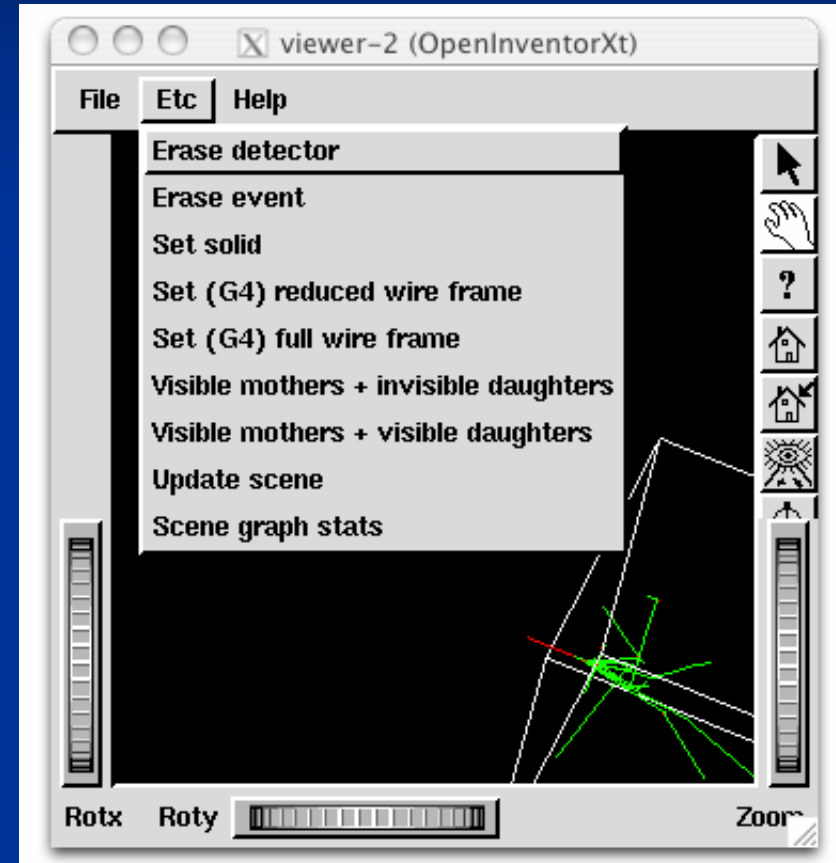 viewer-2 (OpenInventorXt)
File Etc Help
Erase detector
Erase event
Set solid
Set (G4) reduced wire frame
Set (G4) full wire frame
Visible mothers + invisible daughters
Visible mothers + visible daughters
Update scene
Scene graph stats
?
Rotx Roty Zoom